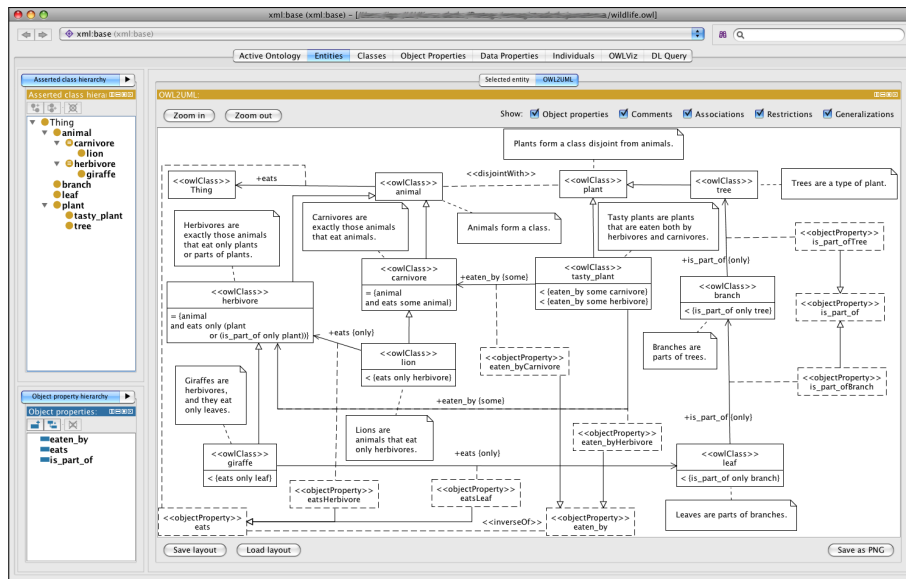 xml:base (xml:base) - [
/wildlife.owl]
xml:base (xml:base)
Active Ontology Entities Classes Object Properties Data Properties Individuals OWLViz DL Query
Asserted class hierarchy
Asserted class hiera
Thing
animal
carnivore
lion
herbivore
giraffe
branch
leaf
plant
tasty_plant
tree
Object property hierarchy
Object properties:
eaten_by
eats
is_part_of
Selected entity OWL2UML
OWL2UML:
Zoom in Zoom out
Show: Object properties Comments Associations Restrictions Generalizations
Plants form a class disjoint from animals.
<<owlClass>>
Thing
+eats
<<owlClass>>
animal
<<disjointWith>>
<<owlClass>>
plant
<<owlClass>>
tree
Trees are a type of plant.
Herbivores are
exactly those animals
that eat only plants
or parts of plants.
Carnivores are
exactly those animals
that eat animals.
Animals form a class.
Tasty plants are plants
that are eaten both by
herbivores and carnivores.
<<objectProperty>>
is_part_ofTree
+is_part_of {only}
<<owlClass>>
herbivore
= {animal
and eats only (plant
or (is_part_of only plant))}
<<owlClass>>
carnivore
= {animal
and eats some animal}
+eaten_by {some}
<<owlClass>>
tasty_plant
< {eaten_by some carnivore}
< {eaten_by some herbivore}
<<owlClass>>
branch
< {is_part_of only tree}
<<objectProperty>>
is_part_of
+eats {only}
<<owlClass>>
lion
< {eats only herbivore}
<<objectProperty>>
eaten_byCarnivore
Branches are
parts of trees.
<<objectProperty>>
is_part_ofBranch
Giraffes are
herbivores,
and they eat
only leaves.
+eaten_by {some}
+is_part_of {only}
Lions are
animals that eat
only herbivores.
<<objectProperty>>
eaten_byHerbivore
<<owlClass>>
giraffe
< {eats only leaf}
+eats {only}
<<owlClass>>
leaf
< {is_part_of only branch}
<<objectProperty>>
eatsHerbivore
<<objectProperty>>
eatsLeaf
<<objectProperty>>
eats
<<inverseOf>>
<<objectProperty>>
eaten_by
Leaves are parts of branches.
Save layout Load layout Save as PNG